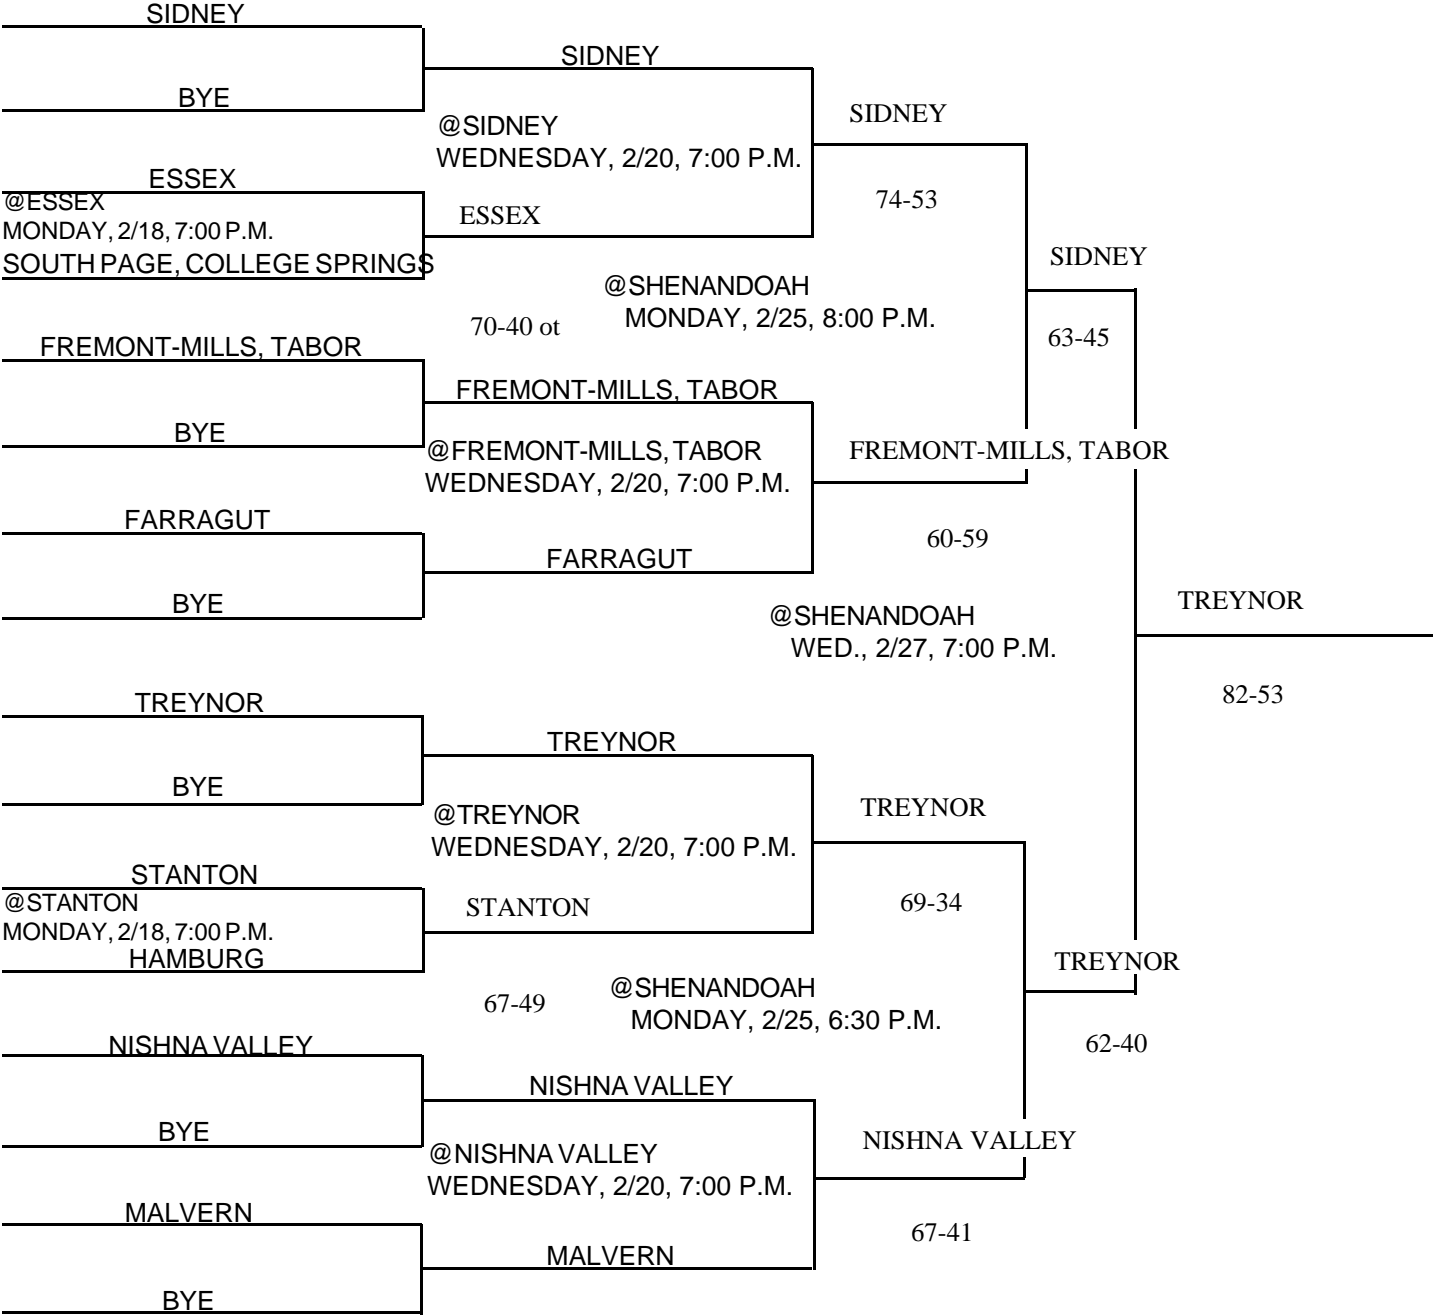 SIDNEY
SIDNEY
BYE
SIDNEY
@SIDNEY
WEDNESDAY, 2/20, 7:00 P.M.
ESSEX
74-53
@ESSEX
ESSEX
MONDAY, 2/18, 7:00 P.M.
SIDNEY
SOUTH PAGE, COLLEGE SPRINGS
@SHENANDOAH
MONDAY, 2/25, 8:00 P.M.
70-40 ot
63-45
FREMONT-MILLS, TABOR
FREMONT-MILLS, TABOR
BYE
@FREMONT-MILLS, TABOR
FREMONT-MILLS, TABOR
WEDNESDAY, 2/20, 7:00 P.M.
FARRAGUT
60-59
FARRAGUT
BYE
TREYNOR
@SHENANDOAH
WED., 2/27, 7:00 P.M.
82-53
TREYNOR
TREYNOR
BYE
TREYNOR
@TREYNOR
WEDNESDAY, 2/20, 7:00 P.M.
STANTON
@STANTON
STANTON
69-34
MONDAY, 2/18, 7:00 P.M.
HAMBURG
TREYNOR
@SHENANDOAH
67-49
MONDAY, 2/25, 6:30 P.M.
NISHNA VALLEY
62-40
NISHNA VALLEY
BYE
NISHNA VALLEY
@NISHNA VALLEY
WEDNESDAY, 2/20, 7:00 P.M.
MALVERN
67-41
MALVERN
BYE